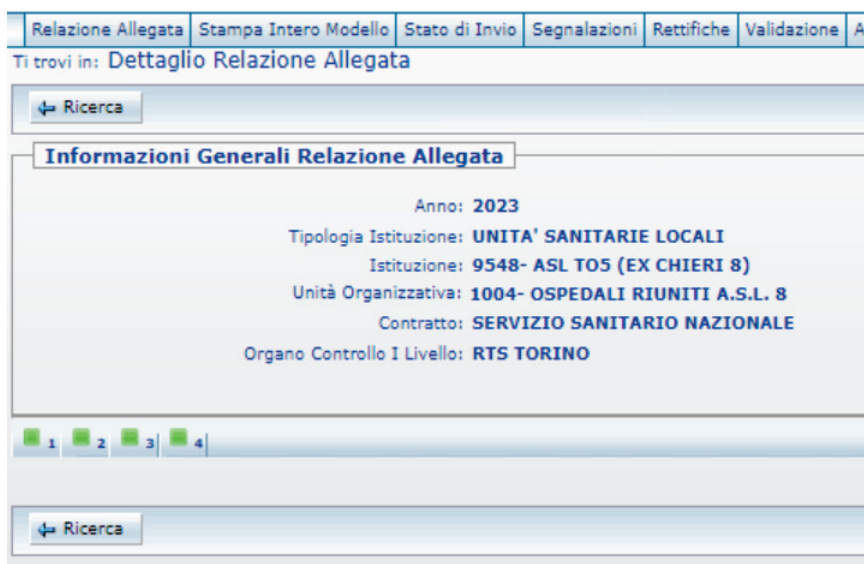 Relazione Allegata Stampa Intero Modello Stato di Invio Segnalazioni Rettifiche Validazione A
Ti trovi in: Dettaglio Relazione Allegata
Ricerca
Informazioni Generali Relazione Allegata
Anno: 2023
Tipologia Istituzione: UNITA' SANITARIE LOCALI
Istituzione: 9548- ASL TO5 (EX CHIERI 8)
Unità Organizzativa: 1004- OSPEDALI RIUNITI A.S.L. 8
Contratto: SERVIZIO SANITARIO NAZIONALE
Organo Controllo I Livello: RTS TORINO
1 2 3 4
Ricerca